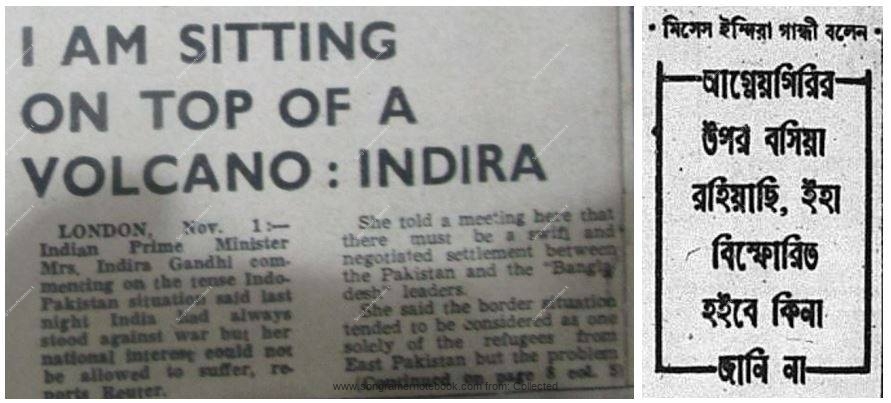 I AM SITTING
ON TOP OF A
VOLCANO : INDIRA
LONDON, Nov. 1:—
Indian Prime Minister
Mrs. Indira Gandhi com-
menting on the tense Indo-
Pakistan situation said last
night India had always
stood against war but her
national interest could not
be allowed to suffer, re-
ports Reuter.
She told a meeting here that
there must be a swift and
negotiated settlement between
the Pakistan and the "Bangla
desh" leaders.
She said the border situation
tended to be considered as one
solely of the refugees from
East Pakistan but the problem
continued on page 8 col. 5
www.songramernotebook.com from: Collected
• মিসেস ইন্দিরা গান্ধী বলেন •
আগ্নেয়গিরির
উপর বসিয়া
রহিয়াছি, ইহা
বিস্ফোরিত
হইবে কিনা
জানি না